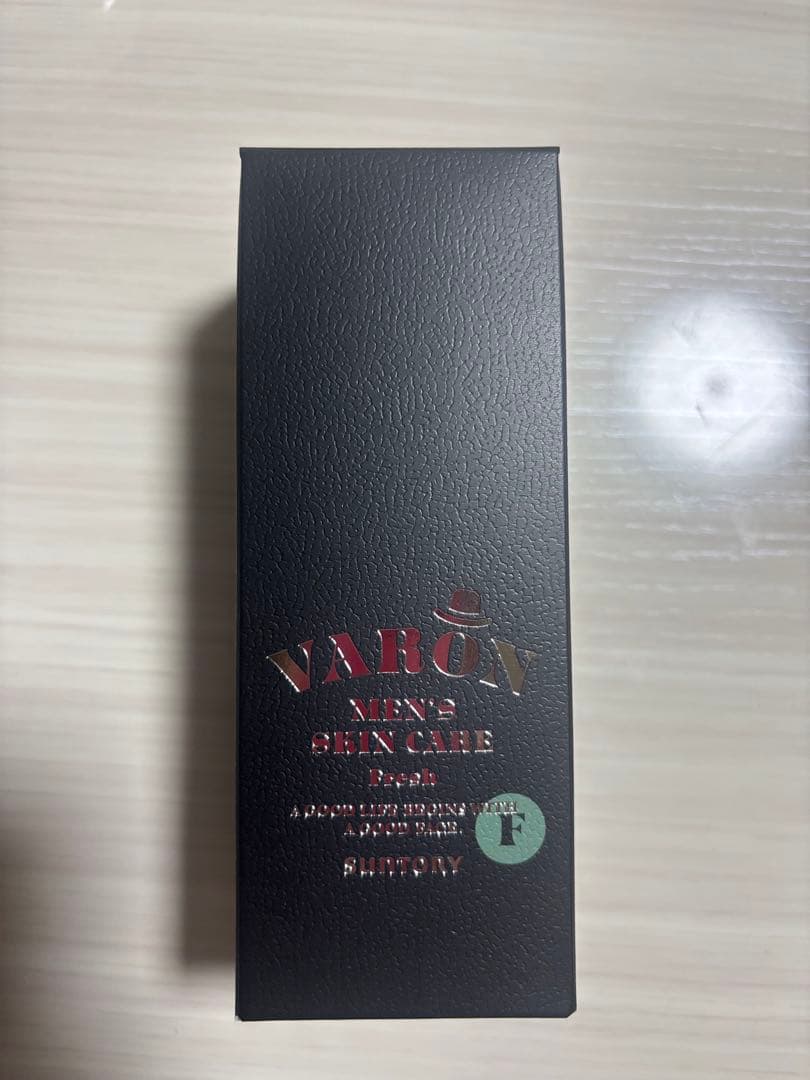 VARON
MEN'S
SKIN CARE
Fresh
A GOOD LIFE BEGINS WITH
A GOOD FACE.
F
SUNTORY